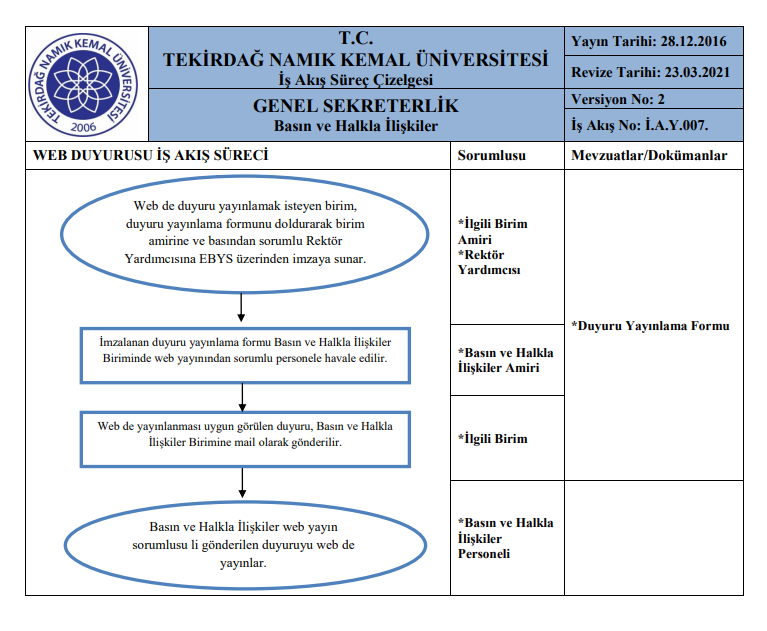 TEKİRDAĞ NAMIK KEMAL ÜNİVERSİTESİ
2006
T.C.
TEKİRDAĞ NAMIK KEMAL ÜNİVERSİTESİ
İş Akış Süreç Çizelgesi
GENEL SEKRETERLİK
Basın ve Halkla İlişkiler
Yayın Tarihi: 28.12.2016
Revize Tarihi: 23.03.2021
Versiyon No: 2
İş Akış No: İ.A.Y.007.
WEB DUYURUSU İŞ AKIŞ SÜRECİ
Sorumlusu
Mevzuatlar/Dokümanlar
Web de duyuru yayınlamak isteyen birim,
duyuru yayınlama formunu doldurarak birim
amirine ve basından sorumlu Rektör
Yardımcısına EBYS üzerinden imzaya sunar.
*İlgili Birim
Amiri
*Rektör
Yardımcısı
*Duyuru Yayınlama Formu
İmzalanan duyuru yayınlama formu Basın ve Halkla İlişkiler
Biriminde web yayınından sorumlu personele havale edilir.
*Basın ve Halkla
İlişkiler Amiri
Web de yayınlanması uygun görülen duyuru, Basın ve Halkla
İlişkiler Birimine mail olarak gönderilir.
*İlgili Birim
Basın ve Halkla İlişkiler web yayın
sorumlusu li gönderilen duyuruyu web de
yayınlar.
*Basın ve Halkla
İlişkiler
Personeli